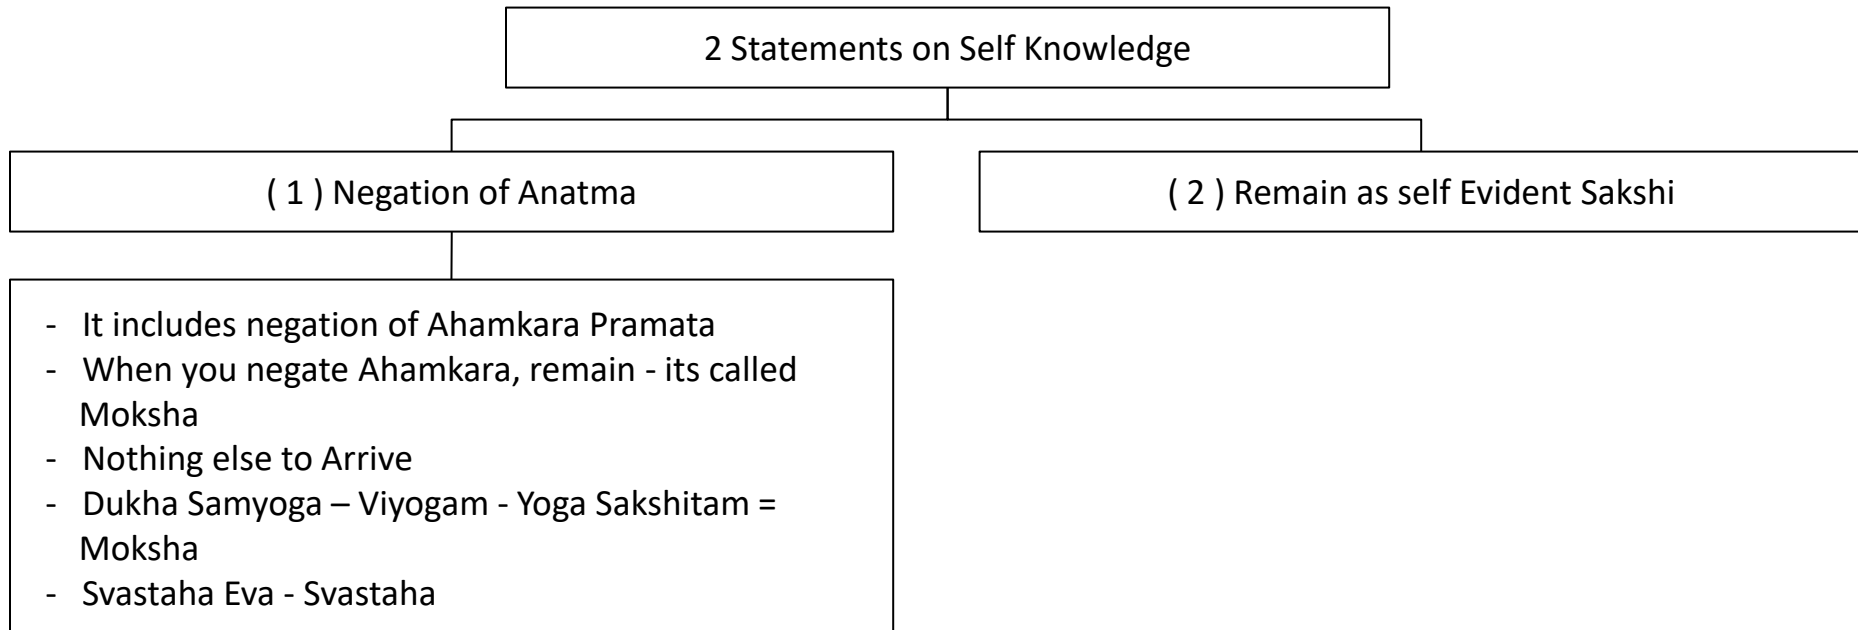 2 Statements on Self Knowledge
( 1 ) Negation of Anatma
( 2 ) Remain as self Evident Sakshi
- It includes negation of Ahamkara Pramata
- When you negate Ahamkara, remain - its called
Moksha
- Nothing else to Arrive
- Dukha Samyoga – Viyogam - Yoga Sakshitam =
Moksha
- Svastaha Eva - Svastaha